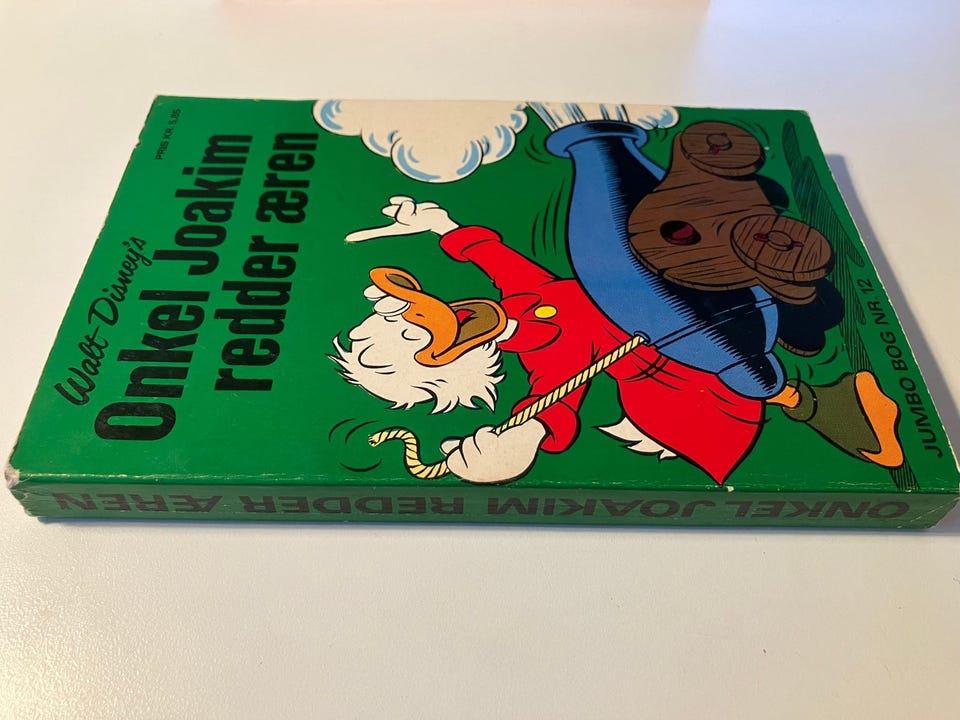 PRIS KR. 5,85
Walt Disney's
Onkel Joakim
redder æren
JUMBO BOG NR. 12
ONKEL JOAKIM REDDER ÆREN